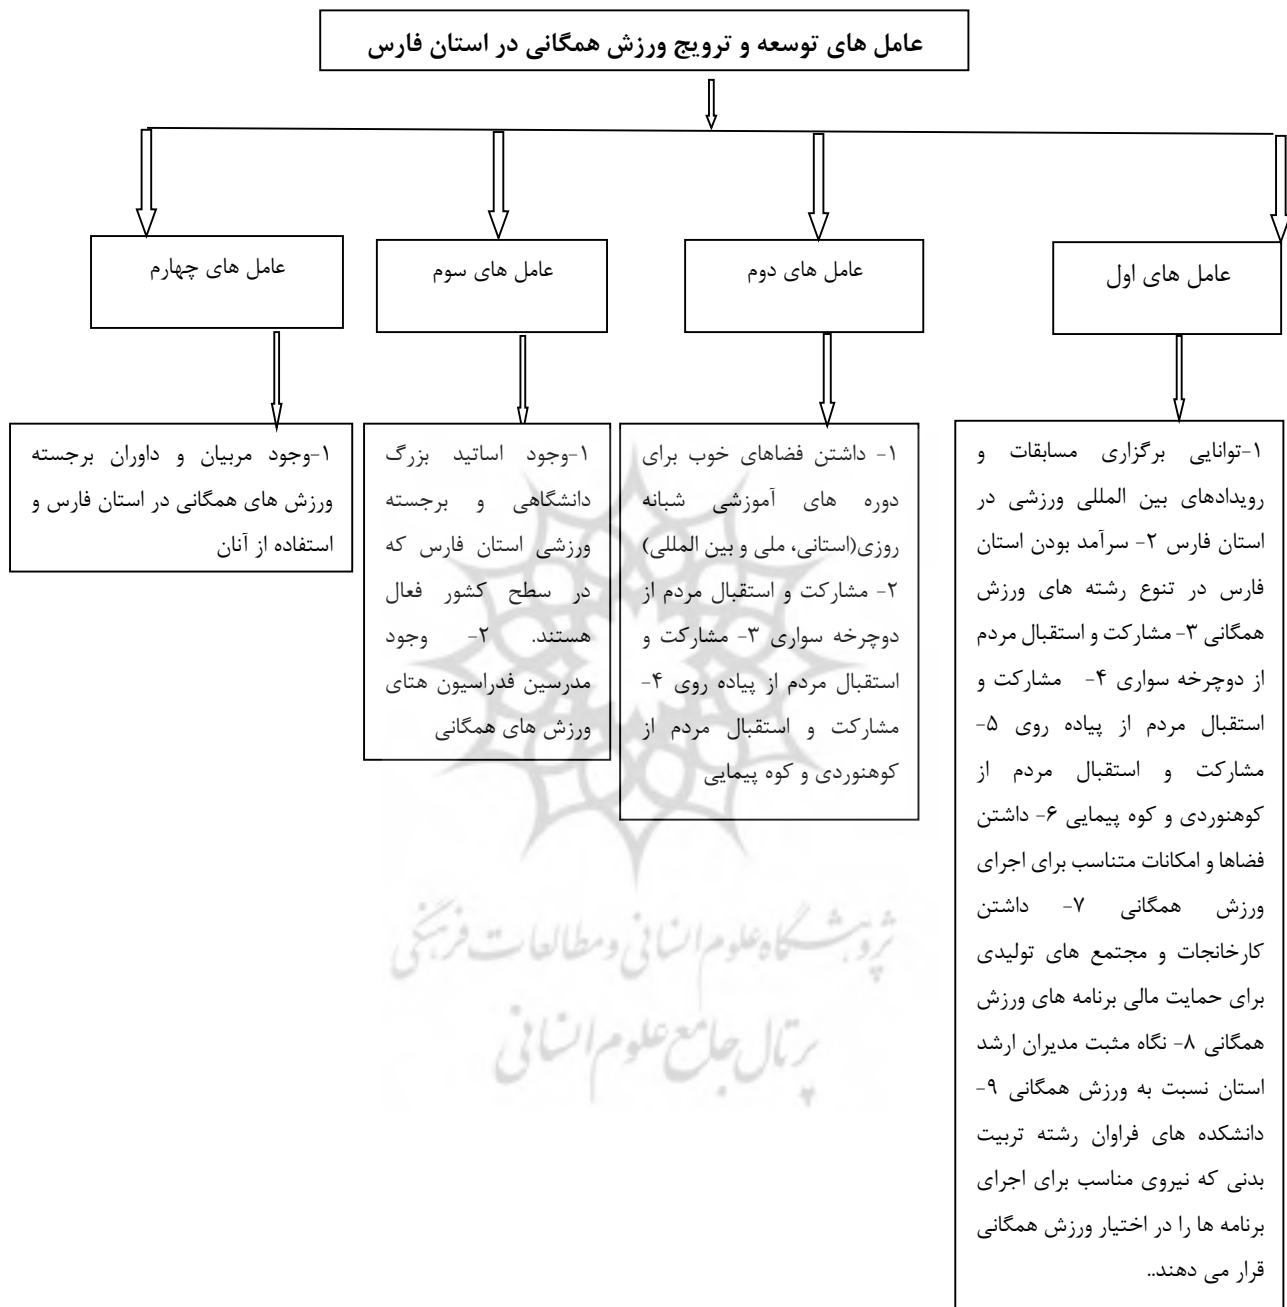 عامل های توسعه و ترویج ورزش همگانی در استان فارس
عامل های اول
عامل های دوم
عامل های سوم
عامل های چهارم
۱-توانایی برگزاری مسابقات و
رویدادهای بین المللی ورزشی در
استان فارس ۲- سرآمد بودن استان
فارس در تنوع رشته های ورزش
همگانی ۳- مشارکت و استقبال مردم
از دوچرخه سواری ۴- مشارکت و
استقبال مردم از پیاده روی ۵-
مشارکت و استقبال مردم از
کوهنوردی و کوه پیمایی ۶- داشتن
فضاها و امکانات متناسب برای اجرای
ورزش همگانی ۷- داشتن
کارخانجات و مجتمع های تولیدی
برای حمایت مالی برنامه های ورزش
همگانی ۸- نگاه مثبت مدیران ارشد
استان نسبت به ورزش همگانی ۹-
دانشکده های فراوان رشته تربیت
بدنی که نیروی مناسب برای اجرای
برنامه ها را در اختیار ورزش همگانی
قرار می دهند..
۱- داشتن فضاهای خوب برای
دوره های آموزشی شبانه
روزی(استانی، ملی و بین المللی)
۲- مشارکت و استقبال مردم از
دوچرخه سواری ۳- مشارکت و
استقبال مردم از پیاده روی ۴-
مشارکت و استقبال مردم از
کوهنوردی و کوه پیمایی
۱-وجود اساتید بزرگ
دانشگاهی و برجسته
ورزشی استان فارس که
در سطح کشور فعال
هستند. ۲- وجود
مدرسین فدراسیون هتای
ورزش های همگانی
۱-وجود مربیان و داوران برجسته
ورزش های همگانی در استان فارس و
استفاده از آنان
پژوهشگاه علوم انسانی و مطالعات فرهنگی
پرتال جامع علوم انسانی